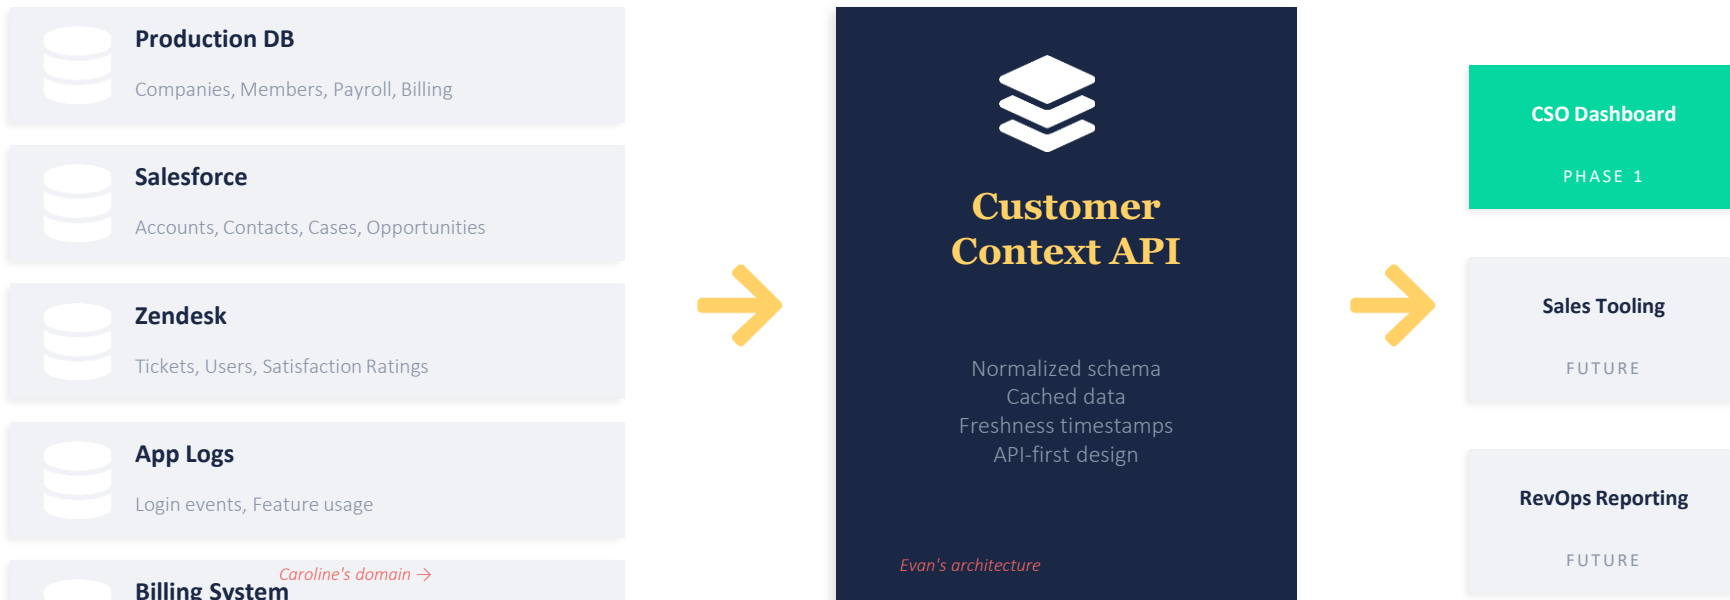 Production DB
Companies, Members, Payroll, Billing
Salesforce
Accounts, Contacts, Cases, Opportunities
Zendesk
Tickets, Users, Satisfaction Ratings
App Logs
Login events, Feature usage
Caroline's domain →
Billing System
Customer
Context API
Normalized schema
Cached data
Freshness timestamps
API-first design
Evan's architecture
CSO Dashboard
PHASE 1
Sales Tooling
FUTURE
RevOps Reporting
FUTURE